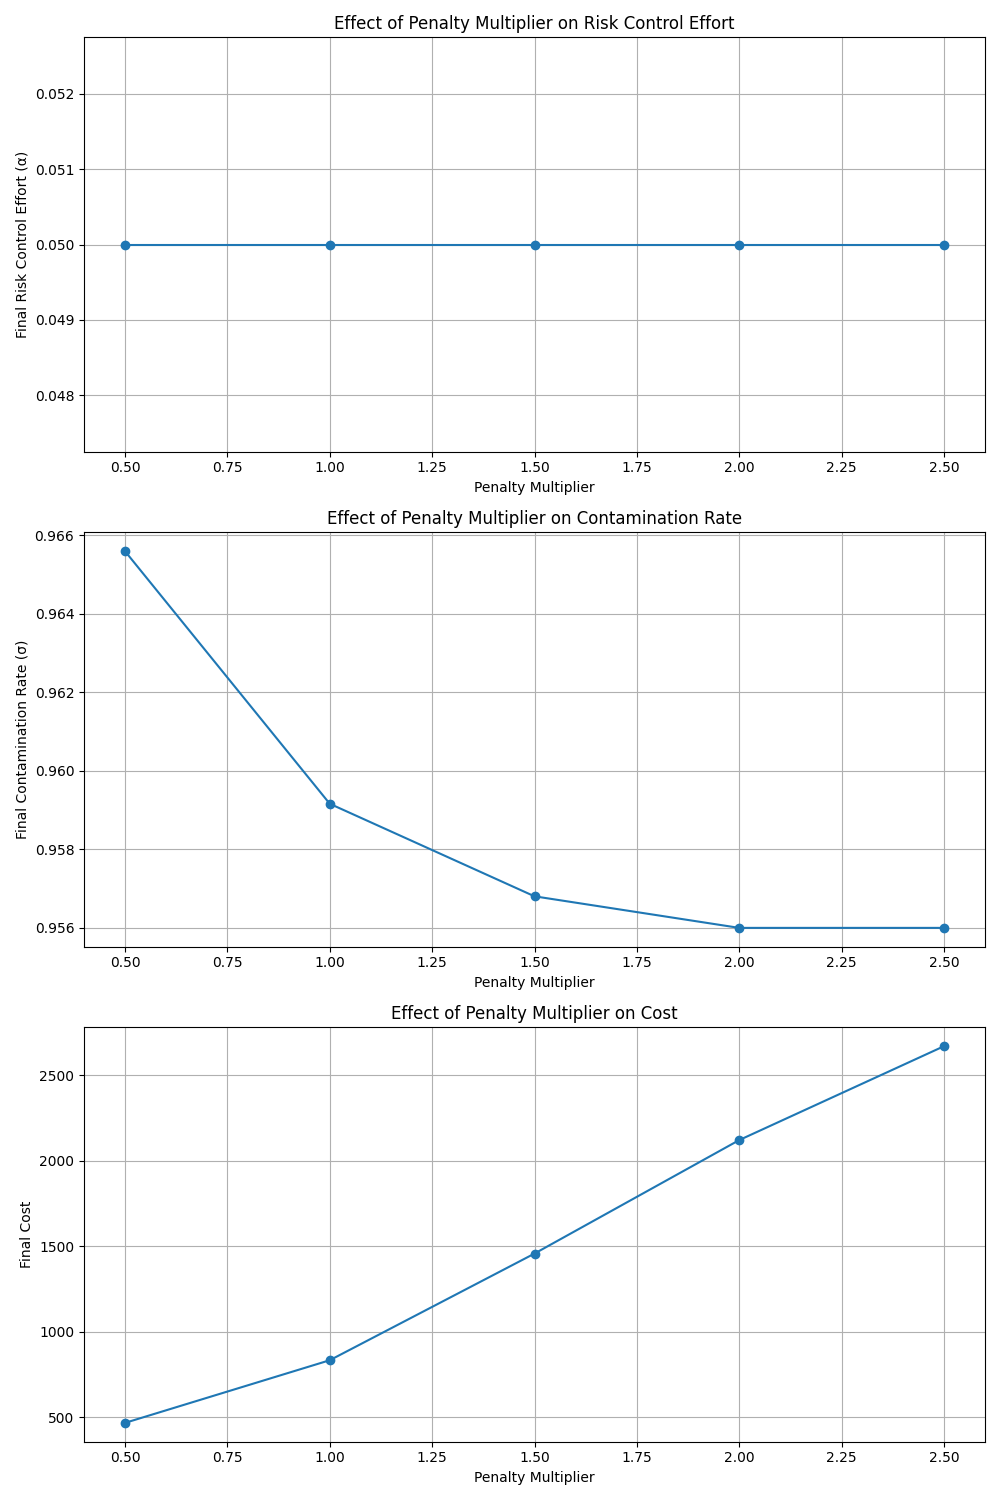 Effect of Penalty Multiplier on Risk Control Effort
Final Risk Control Effort (α)
0.052
0.051
0.050
0.049
0.048
0.50 0.75 1.00 1.25 1.50 1.75 2.00 2.25 2.50
Penalty Multiplier
Effect of Penalty Multiplier on Contamination Rate
Final Contamination Rate (σ)
0.966
0.964
0.962
0.960
0.958
0.956
0.50 0.75 1.00 1.25 1.50 1.75 2.00 2.25 2.50
Penalty Multiplier
Effect of Penalty Multiplier on Cost
Final Cost
2500
2000
1500
1000
500
0.50 0.75 1.00 1.25 1.50 1.75 2.00 2.25 2.50
Penalty Multiplier